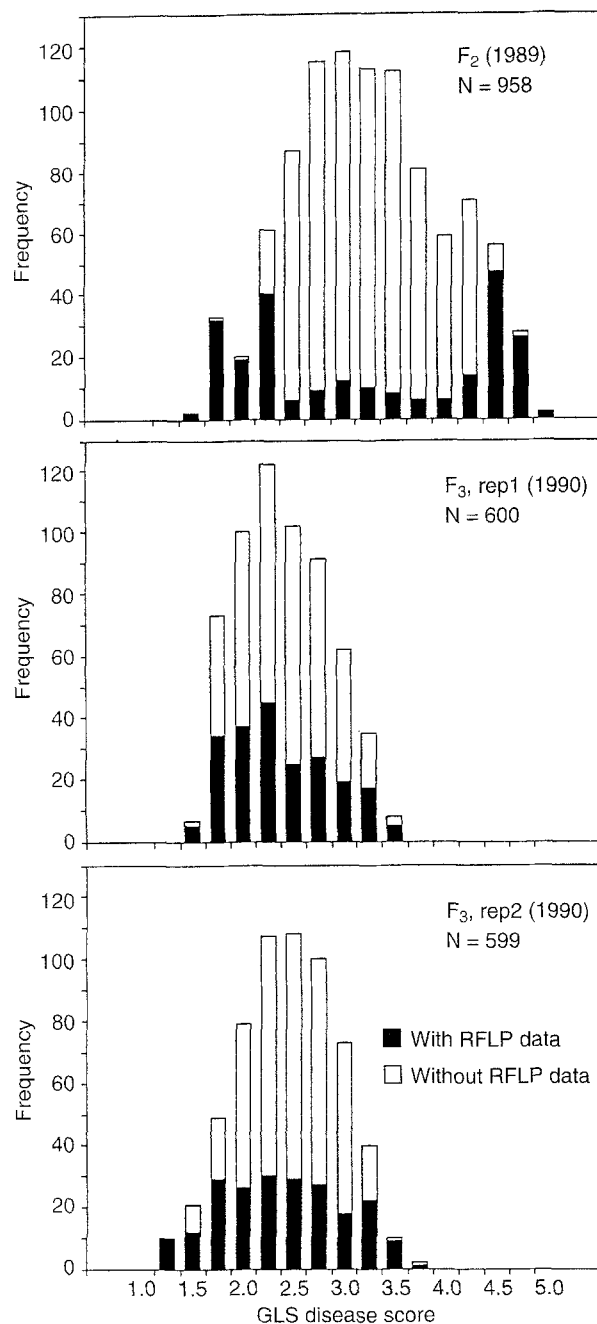 F₂ (1989)
N = 958
120
100
80
60
40
20
0
Frequency
F₃, rep1 (1990)
N = 600
120
100
80
60
40
20
0
Frequency
F₃, rep2 (1990)
N = 599
120
100
80
60
40
20
0
Frequency
With RFLP data
Without RFLP data
1.0 1.5 2.0 2.5 3.0 3.5 4.0 4.5 5.0
GLS disease score